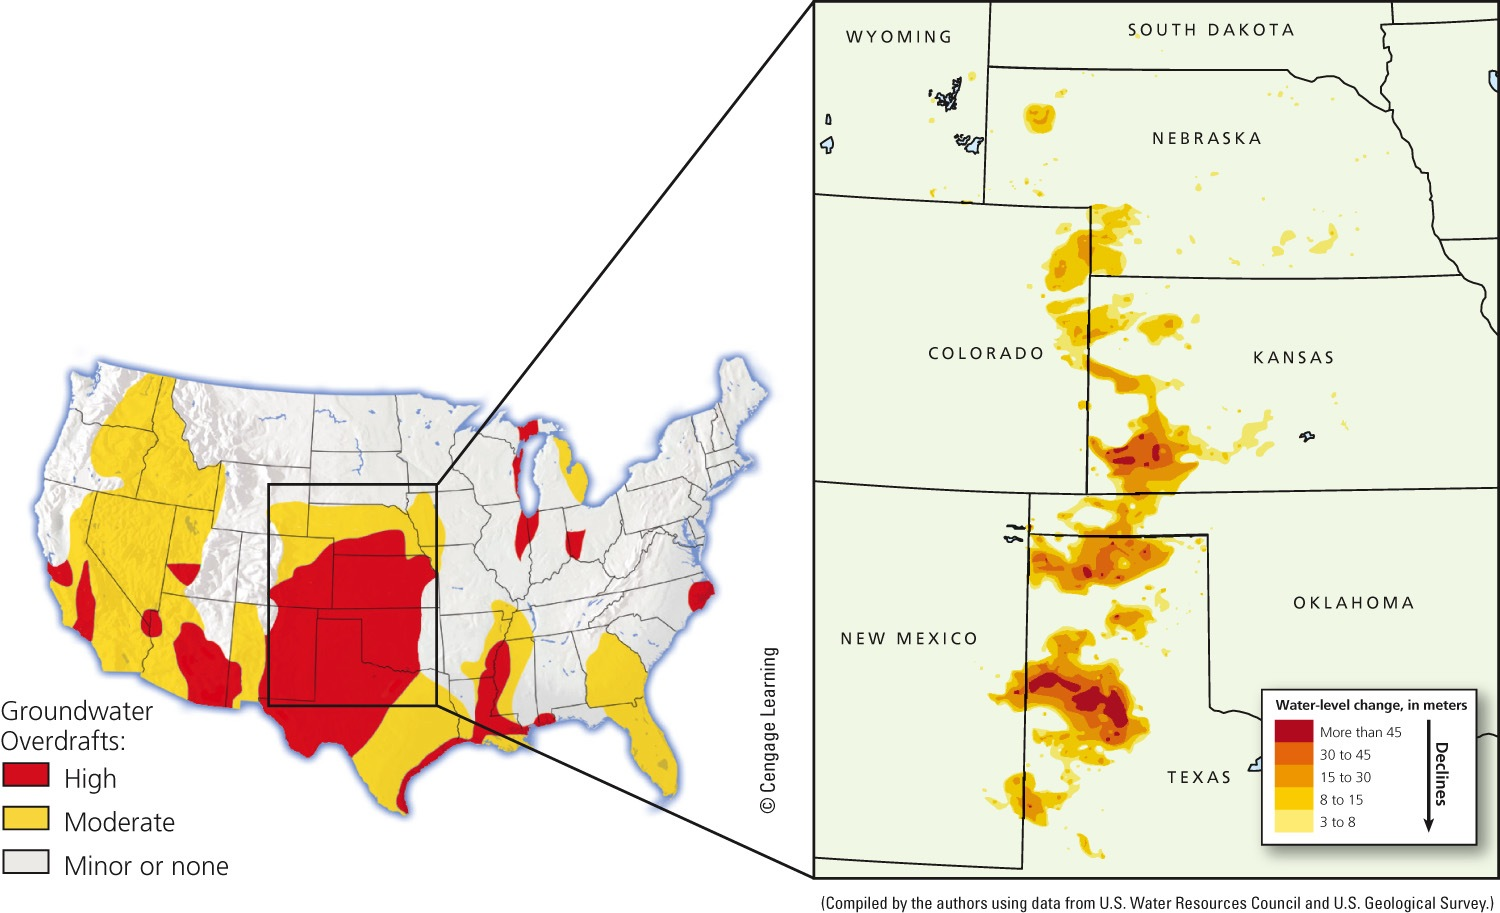 WYOMING
SOUTH DAKOTA
NEBRASKA
COLORADO
KANSAS
NEW MEXICO
OKLAHOMA
TEXAS
Water-level change, in meters
More than 45
30 to 45
15 to 30
8 to 15
3 to 8
Declines
Groundwater
Overdrafts:
High
Moderate
Minor or none
© Cengage Learning
(Compiled by the authors using data from U.S. Water Resources Council and U.S. Geological Survey.)